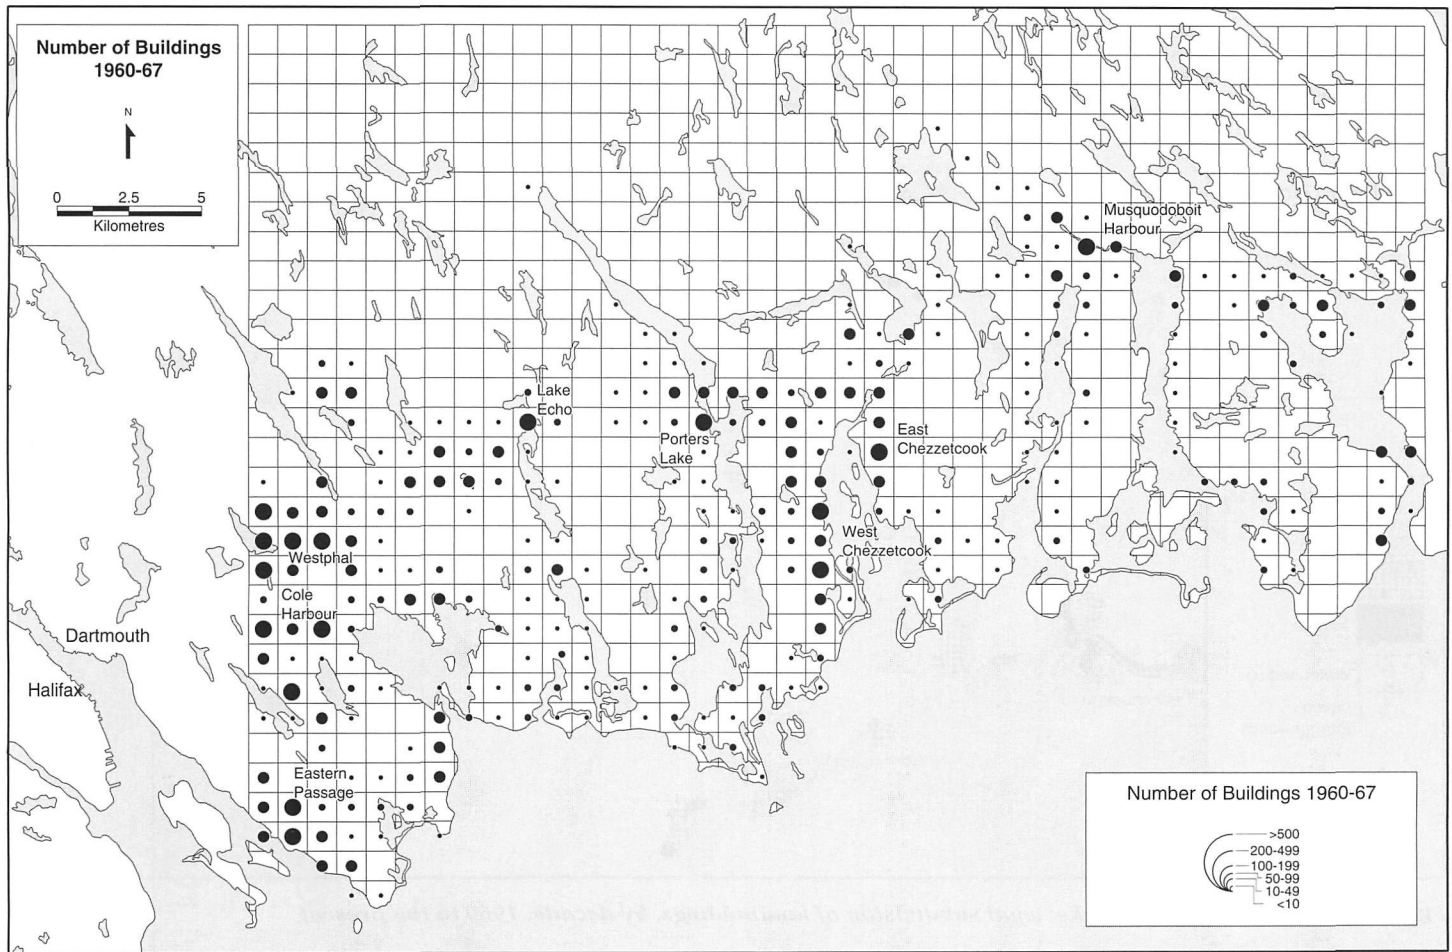 Number of Buildings
1960-67
N
0 2.5 5
Kilometres
Musquodoboit
Harbour
Lake
Echo
Porters
Lake
East
Chezzetcook
West
Chezzetcook
Westphal
Cole
Harbour
Dartmouth
Halifax
Eastern
Passage
Number of Buildings 1960-67
>500
200-499
100-199
50-99
10-49
<10